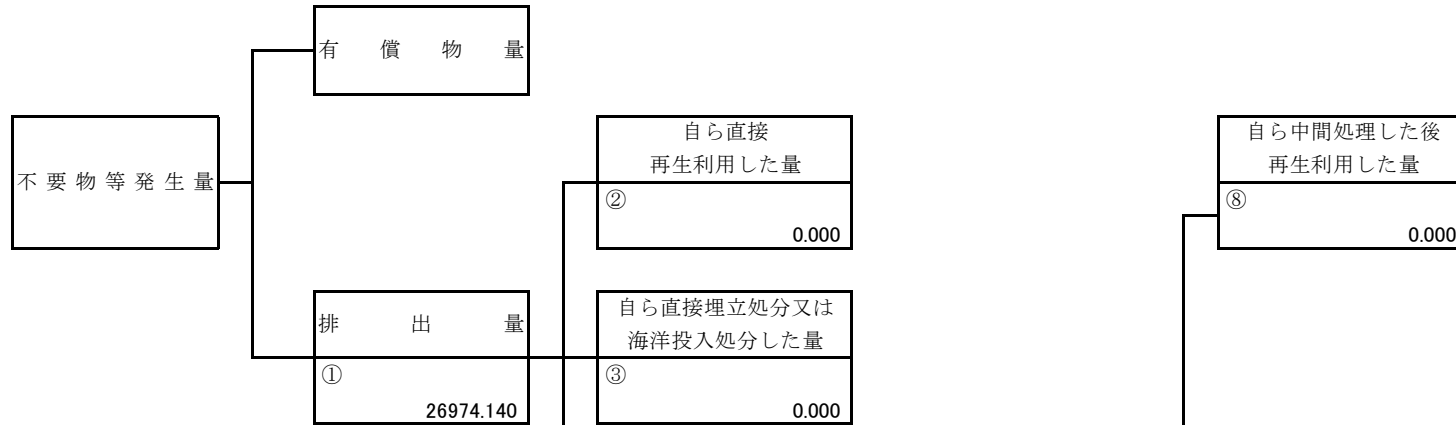 有償物量
不要物等発生量
自ら直接
再生利用した量
②
0.000
自ら中間処理した後
再生利用した量
⑧
0.000
排出量
①
26974.140
自ら直接埋立処分又は
海洋投入処分した量
③
0.000